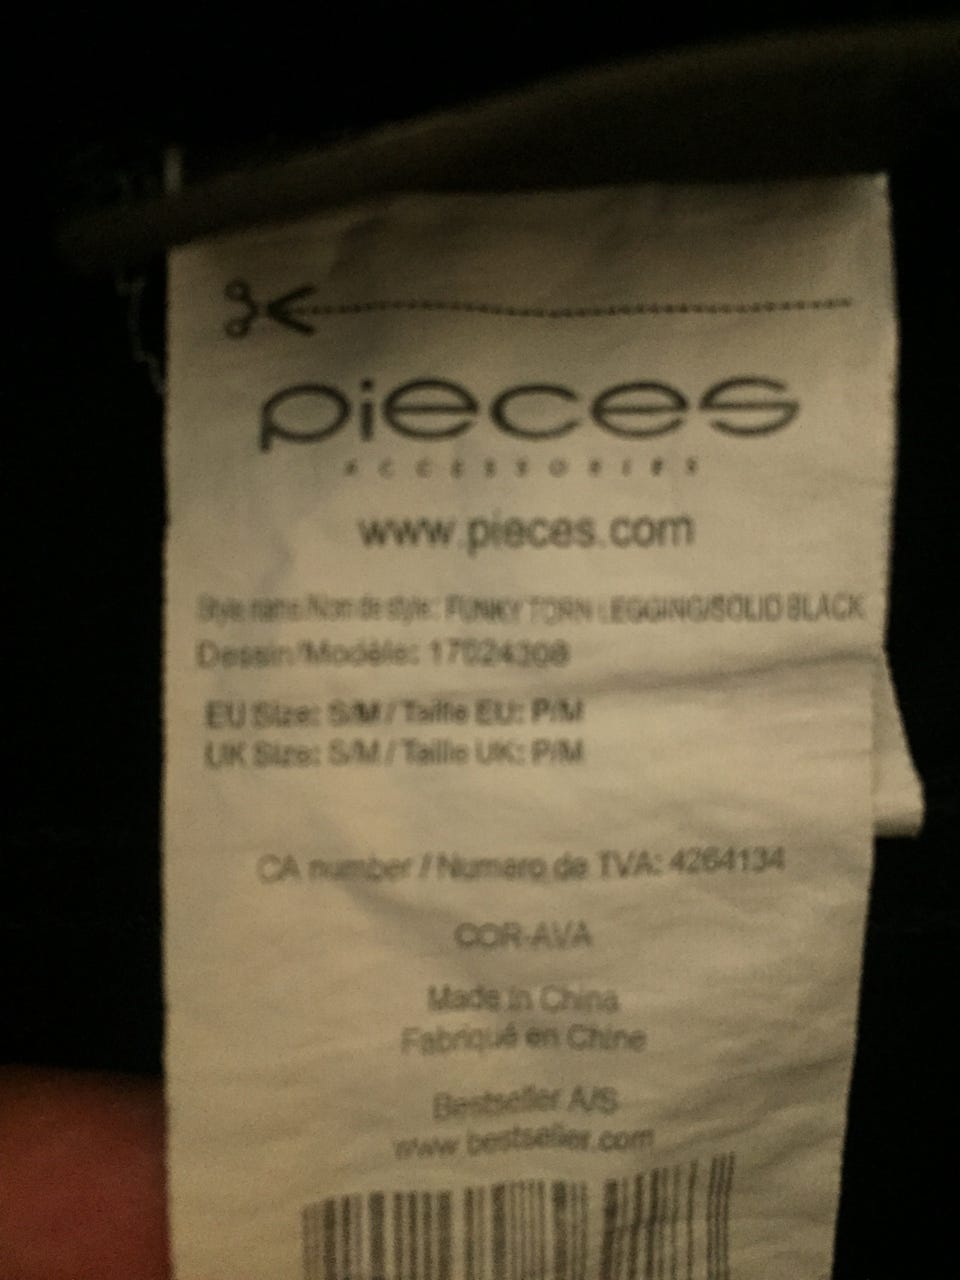 pieces
ACCESSORIES
www.pieces.com
Style name/Nom de style: FUNKY TORN LEGGING/SOLID BLACK
Dessin/Modèle: 17024308
EU Size: S/M / Taille EU: P/M
UK Size: S/M / Taille UK: P/M
CA number / Numero de TVA: 4264134
COR-AVA
Made in China
Fabriqué en Chine
Bestseller A/S
www.bestseller.com